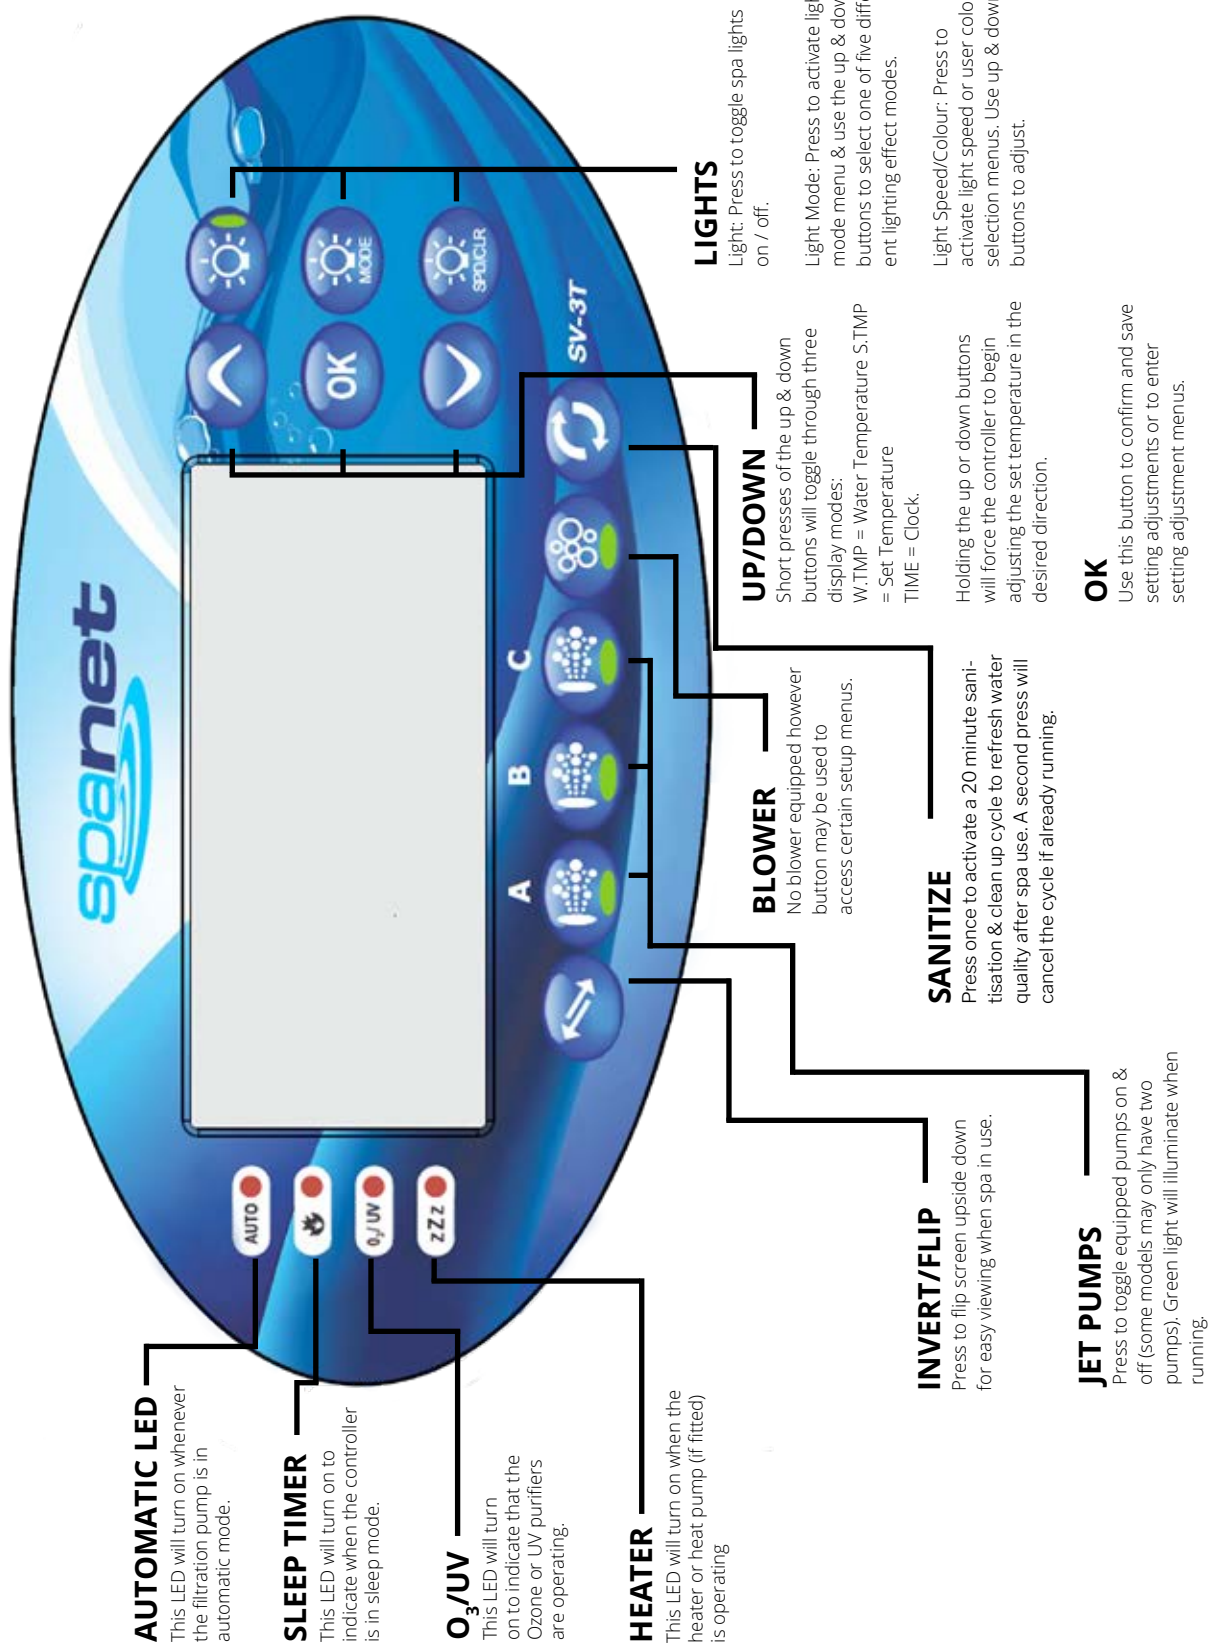 spanet
AUTO
O₃/ UV
zZz
A
B
C
OK
MODE
SPD/CLR
SV-3T
AUTOMATIC LED
This LED will turn on whenever
the filtration pump is in
automatic mode.
SLEEP TIMER
This LED will turn on to
indicate when the controller
is in sleep mode.
O₃/UV
This LED will turn
on to indicate that the
Ozone or UV purifiers
are operating.
HEATER
This LED will turn on when the
heater or heat pump (if fitted)
is operating
INVERT/FLIP
Press to flip screen upside down
for easy viewing when spa in use.
JET PUMPS
Press to toggle equipped pumps on &
off (some models may only have two
pumps). Green light will illuminate when
running.
BLOWER
No blower equipped however
button may be used to
access certain setup menus.
SANITIZE
Press once to activate a 20 minute sani-
tisation & clean up cycle to refresh water
quality after spa use. A second press will
cancel the cycle if already running.
UP/DOWN
Short presses of the up & down
buttons will toggle through three
display modes:
W.TMP = Water Temperature S.TMP
= Set Temperature
TIME = Clock.
Holding the up or down buttons
will force the controller to begin
adjusting the set temperature in the
desired direction.
OK
Use this button to confirm and save
setting adjustments or to enter
setting adjustment menus.
LIGHTS
Light: Press to toggle spa lights
on / off.
Light Mode: Press to activate ligh
mode menu & use the up & dow
buttons to select one of five diffe
ent lighting effect modes.
Light Speed/Colour: Press to
activate light speed or user colo
selection menus. Use up & down
buttons to adjust.